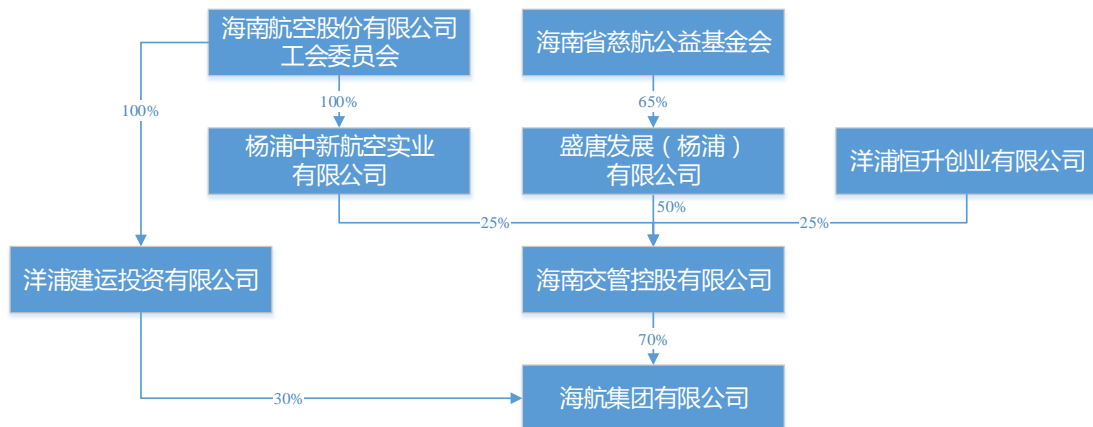 海南航空股份有限公司
工会委员会
海南省慈航公益基金会
100%
100%
65%
杨浦中新航空实业
有限公司
盛唐发展（杨浦）
有限公司
洋浦恒升创业有限公司
50%
25%
25%
洋浦建运投资有限公司
海南交管控股有限公司
70%
30%
海航集团有限公司